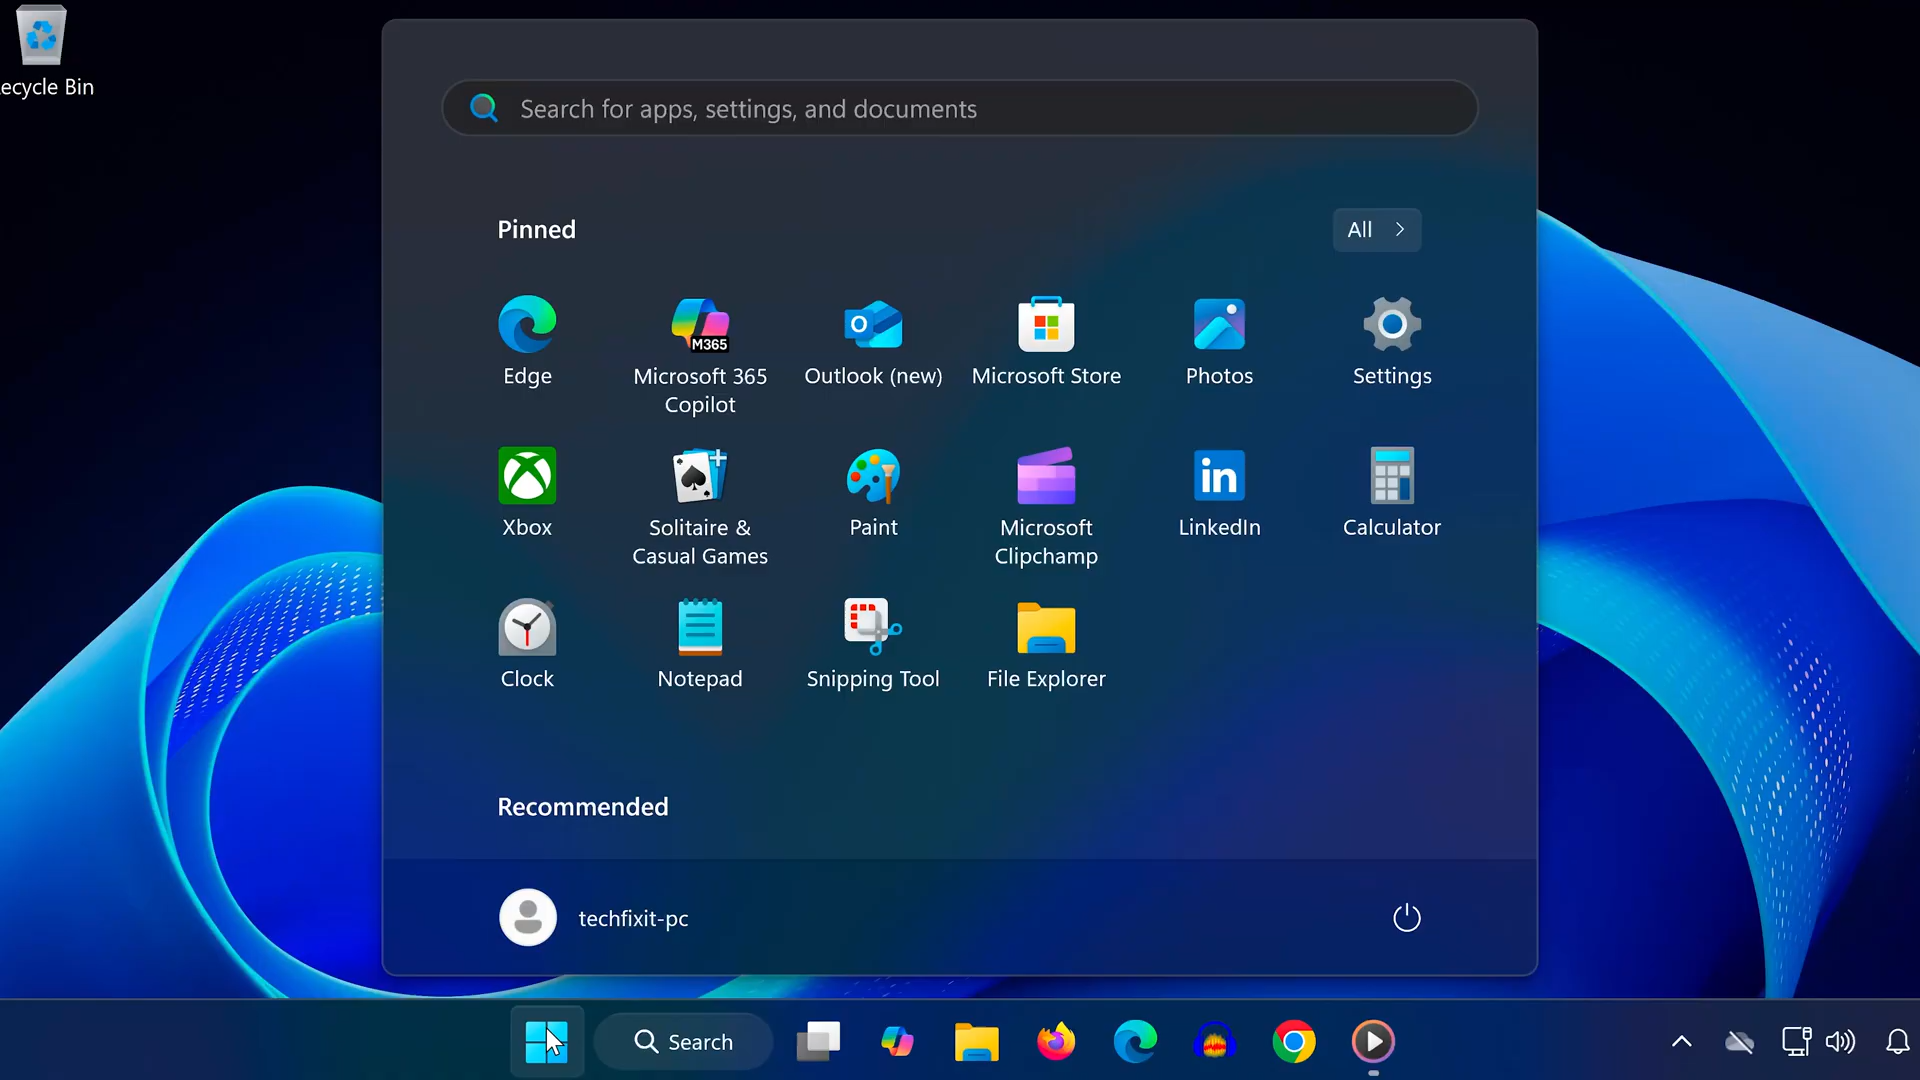 ecycle Bin
Search for apps, settings, and documents
Pinned
All
Edge
M365
Microsoft 365
Copilot
O
Outlook (new)
Microsoft Store
Photos
Settings
Xbox
Solitaire &
Casual Games
Paint
Microsoft
Clipchamp
in
LinkedIn
Calculator
Clock
Notepad
Snipping Tool
File Explorer
Recommended
techfixit-pc
Search